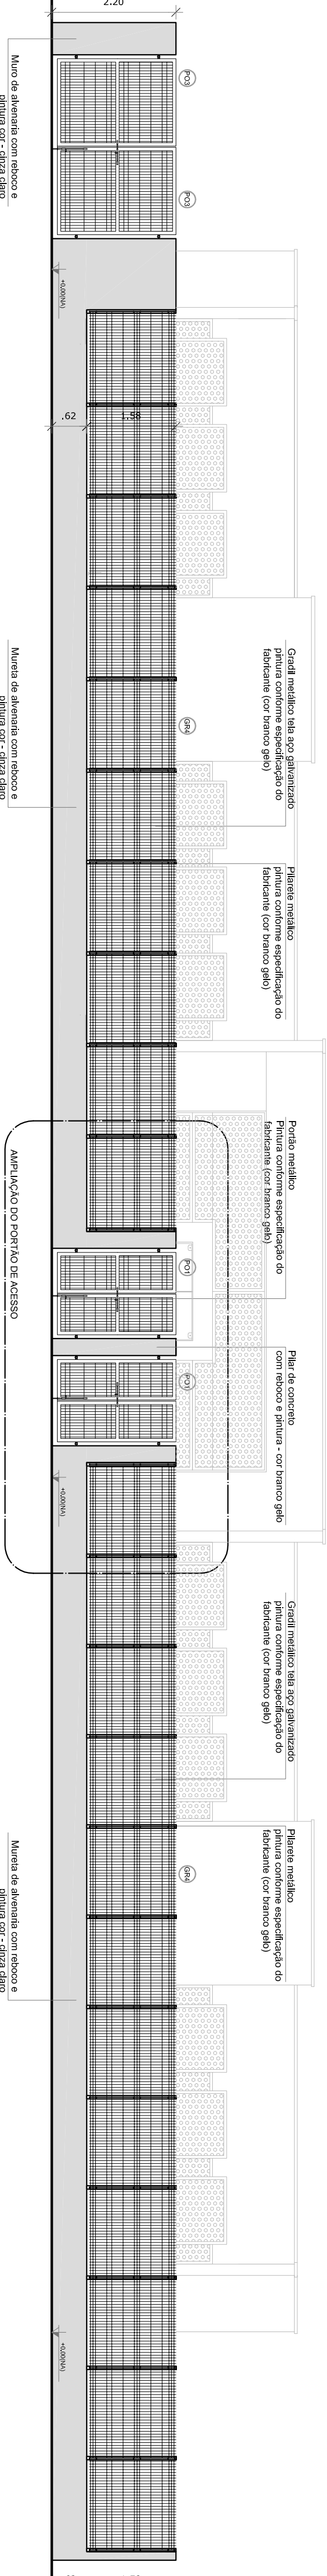 2.20
Muro de alvenaria com reboco e
pintura cor - cinza claro
PO3
PO3
+0,00(NA)
.62
1.58
Mureta de alvenaria com reboco e
pintura cor - cinza claro
Gradil metálico tela aço galvanizado
pintura conforme especificação do
fabricante (cor branco gelo)
GR4
Pilarete metálico
pintura conforme especificação do
fabricante (cor branco gelo)
Portão metálico
Pintura conforme especificação do
fabricante (cor branco gelo)
AMPLIAÇÃO DO PORTÃO DE ACESSO
PO1
PO1
Pilar de concreto
com reboco e pintura - cor branco gelo
+0,00(NA)
Gradil metálico tela aço galvanizado
pintura conforme especificação do
fabricante (cor branco gelo)
Pilarete metálico
pintura conforme especificação do
fabricante (cor branco gelo)
GR4
Mureta de alvenaria com reboco e
pintura cor - cinza claro
+0,00(NA)